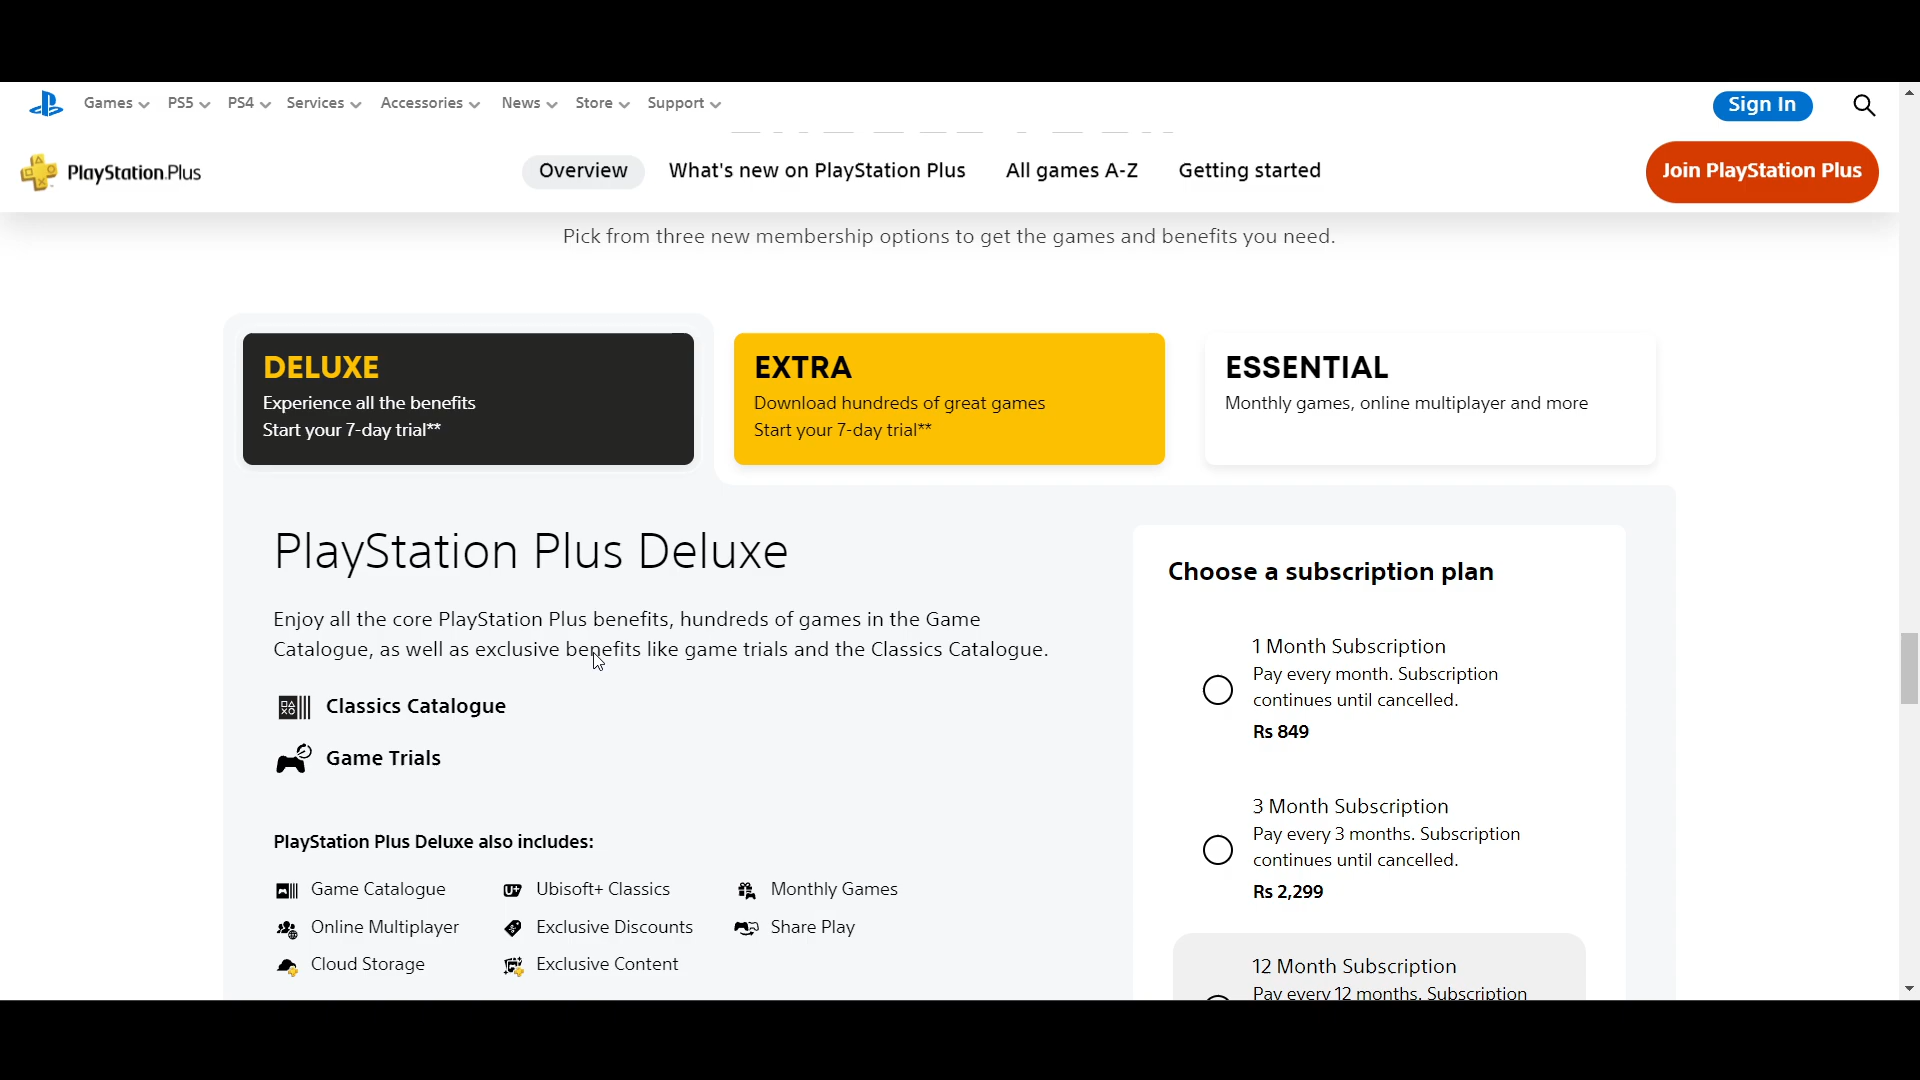 Games PS5 PS4 Services Accessories News Store Support Sign In
PlayStation.Plus Overview What's new on PlayStation Plus All games A-Z Getting started Join PlayStation Plus
Pick from three new membership options to get the games and benefits you need.
DELUXE
Experience all the benefits
Start your 7-day trial**
EXTRA
Download hundreds of great games
Start your 7-day trial**
ESSENTIAL
Monthly games, online multiplayer and more
PlayStation Plus Deluxe
Enjoy all the core PlayStation Plus benefits, hundreds of games in the Game
Catalogue, as well as exclusive benefits like game trials and the Classics Catalogue.
Classics Catalogue
Game Trials
PlayStation Plus Deluxe also includes:
Game Catalogue Ubisoft+ Classics Monthly Games
Online Multiplayer Exclusive Discounts Share Play
Cloud Storage Exclusive Content
Choose a subscription plan
1 Month Subscription
Pay every month. Subscription
continues until cancelled.
Rs 849
3 Month Subscription
Pay every 3 months. Subscription
continues until cancelled.
Rs 2,299
12 Month Subscription
Pay every 12 months. Subscription